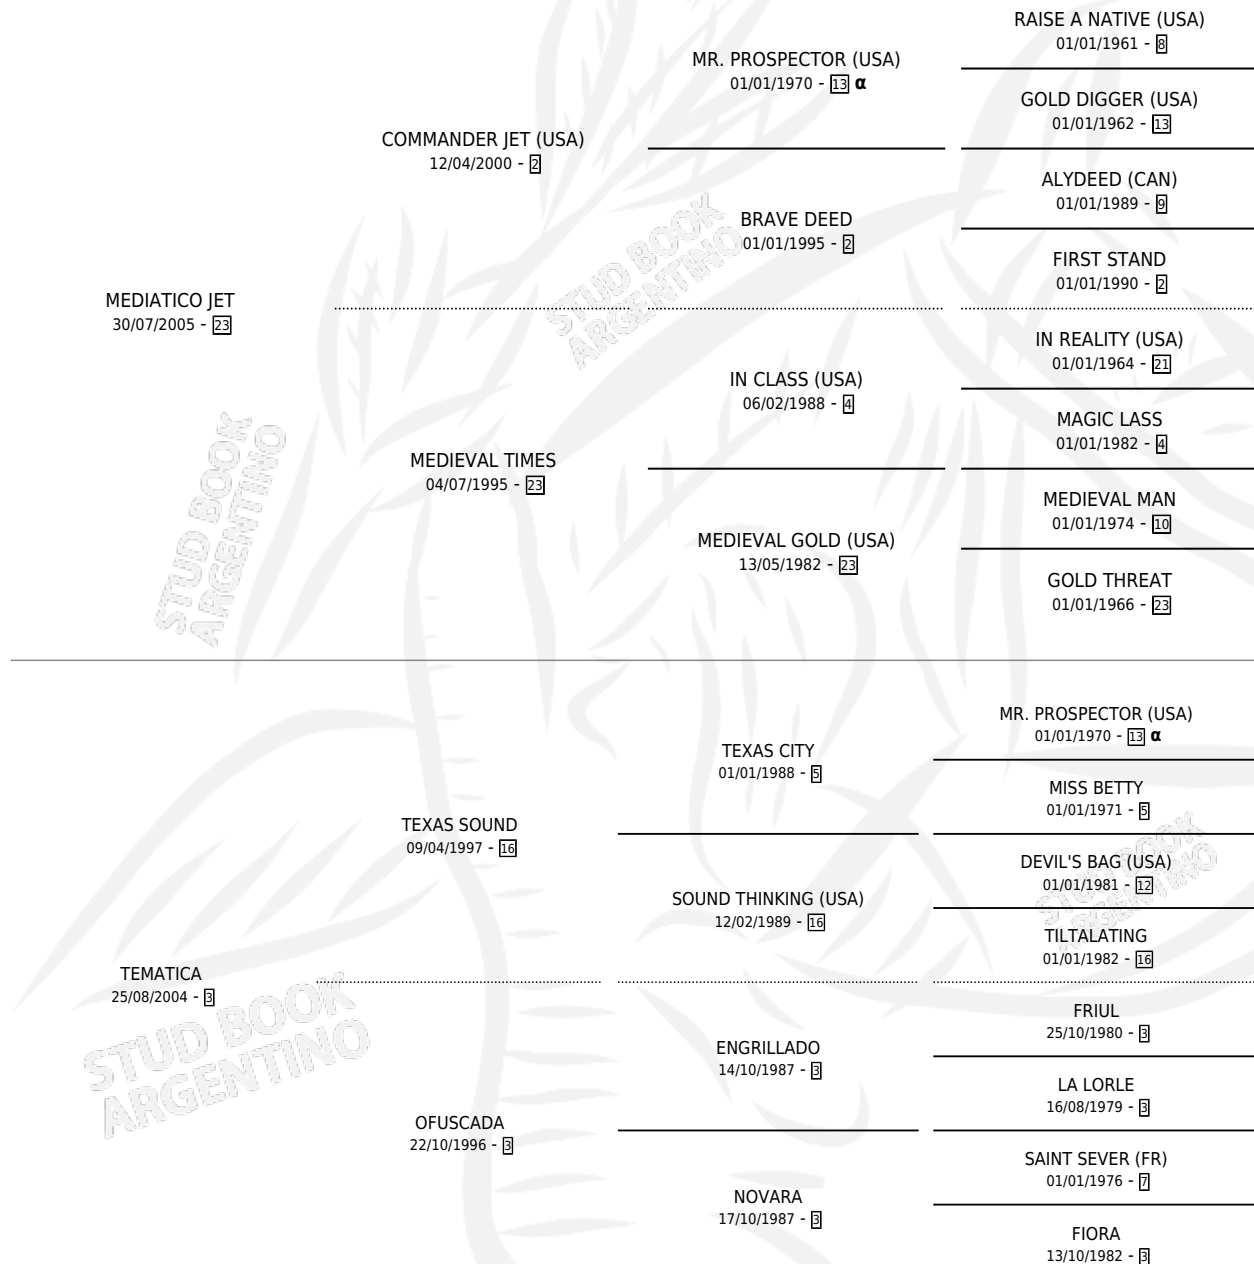 RAISE A NATIVE (USA)
01/01/1961 - 8
MR. PROSPECTOR (USA)
01/01/1970 - 13 α
GOLD DIGGER (USA)
01/01/1962 - 13
COMMANDER JET (USA)
12/04/2000 - 2
ALYDEED (CAN)
01/01/1989 - 9
BRAVE DEED
01/01/1995 - 2
FIRST STAND
01/01/1990 - 2
MEDIATICO JET
30/07/2005 - 23
IN REALITY (USA)
01/01/1964 - 21
IN CLASS (USA)
06/02/1988 - 4
MAGIC LASS
01/01/1982 - 4
MEDIEVAL TIMES
04/07/1995 - 23
MEDIEVAL MAN
01/01/1974 - 10
MEDIEVAL GOLD (USA)
13/05/1982 - 23
GOLD THREAT
01/01/1966 - 23
MR. PROSPECTOR (USA)
01/01/1970 - 13 α
TEXAS CITY
01/01/1988 - 5
MISS BETTY
01/01/1971 - 5
TEXAS SOUND
09/04/1997 - 16
DEVIL'S BAG (USA)
01/01/1981 - 12
SOUND THINKING (USA)
12/02/1989 - 16
TILTALATING
01/01/1982 - 16
TEMATICA
25/08/2004 - 3
FRIUL
25/10/1980 - 3
ENGRILLADO
14/10/1987 - 3
LA LORLE
16/08/1979 - 3
OFUSCADA
22/10/1996 - 3
SAINT SEVER (FR)
01/01/1976 - 7
NOVARA
17/10/1987 - 3
FIORA
13/10/1982 - 3
STUD BOOK
ARGENTINO
STUD BOOK
ARGENTINO
STUD BOOK
ARGENTINO
STUD BOOK
ARGENTINO